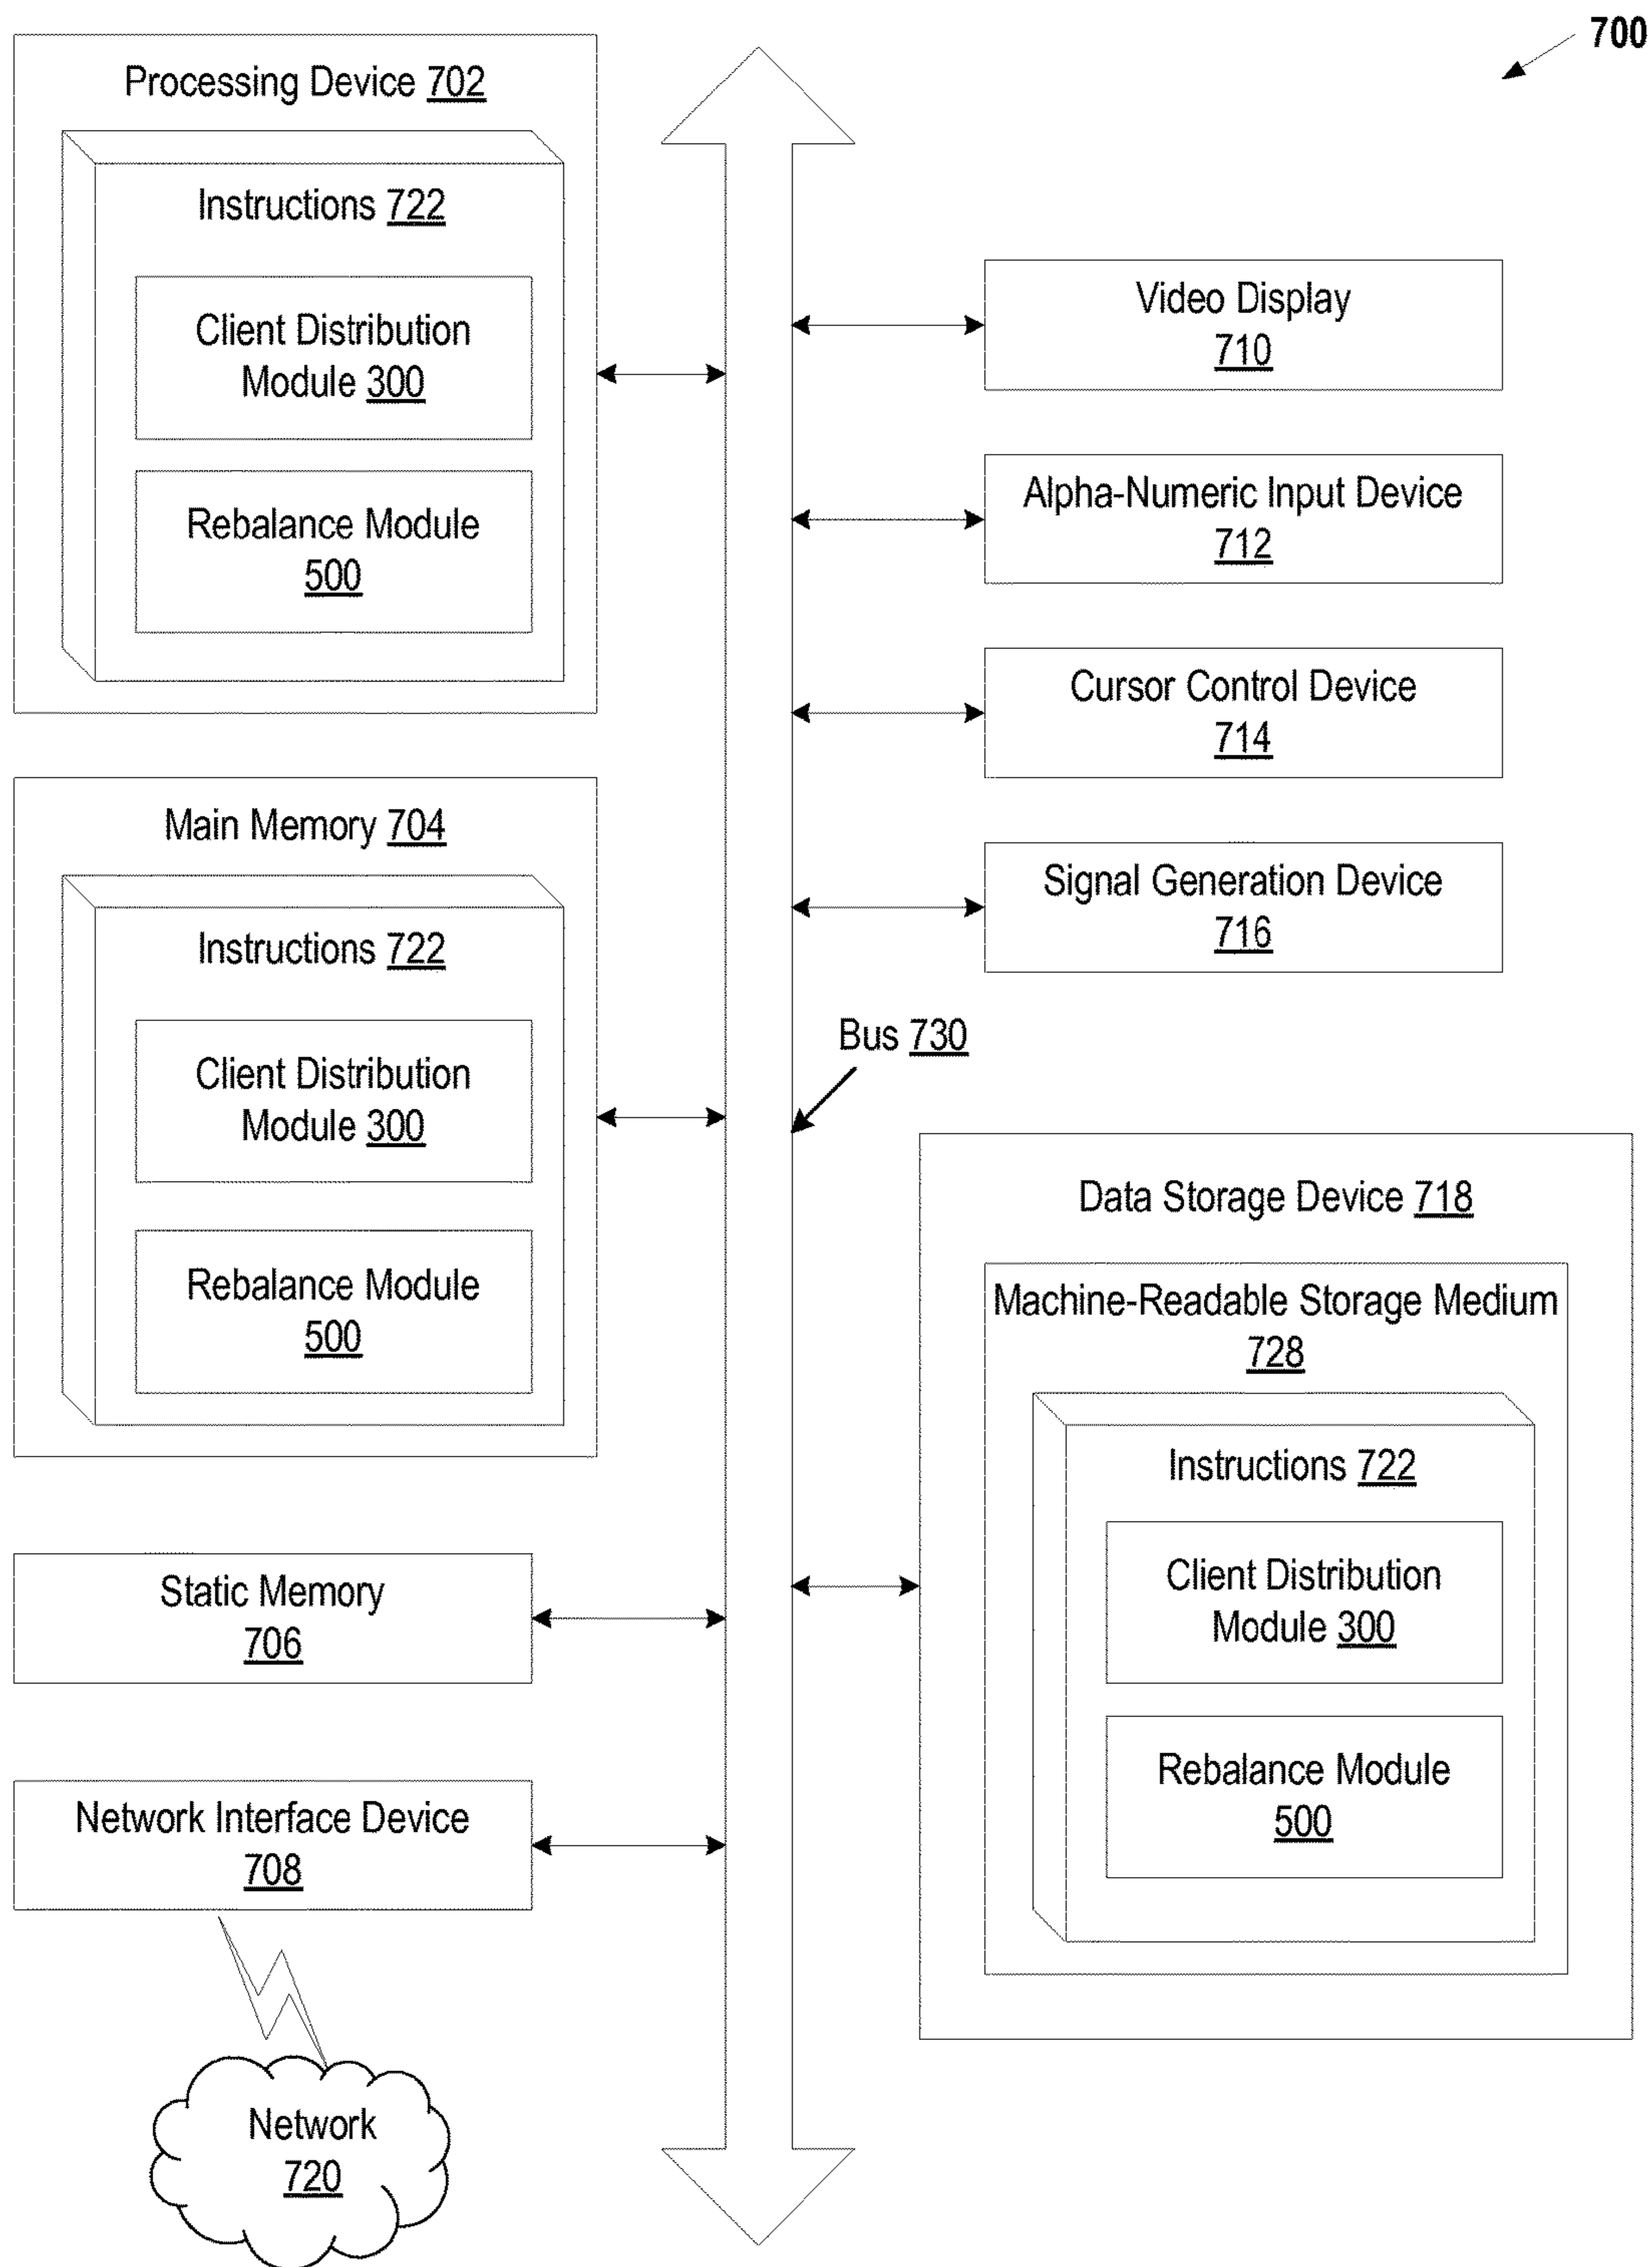 700
Processing Device 702
Instructions 722
Client Distribution
Module 300
Rebalance Module
500
Main Memory 704
Instructions 722
Client Distribution
Module 300
Rebalance Module
500
Static Memory
706
Network Interface Device
708
Network
720
Video Display
710
Alpha-Numeric Input Device
712
Cursor Control Device
714
Signal Generation Device
716
Bus 730
Data Storage Device 718
Machine-Readable Storage Medium
728
Instructions 722
Client Distribution
Module 300
Rebalance Module
500